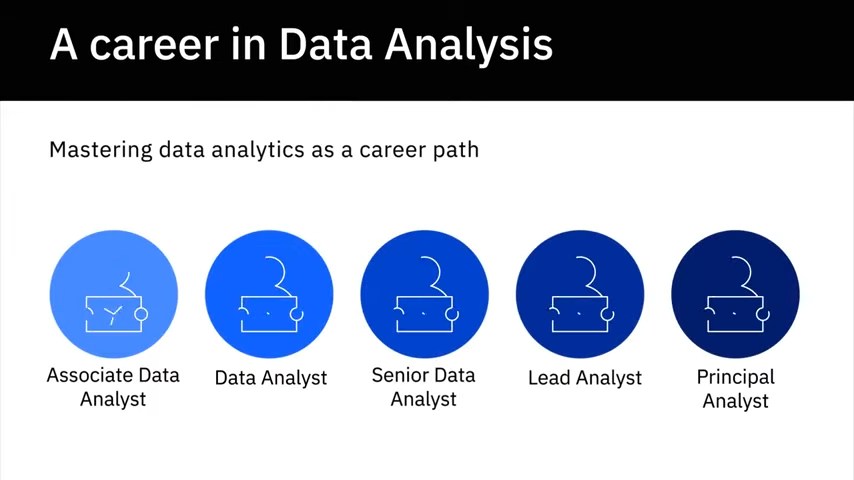 A career in Data Analysis
Mastering data analytics as a career path
Associate Data
Analyst
Data Analyst
Senior Data
Analyst
Lead Analyst
Principal
Analyst